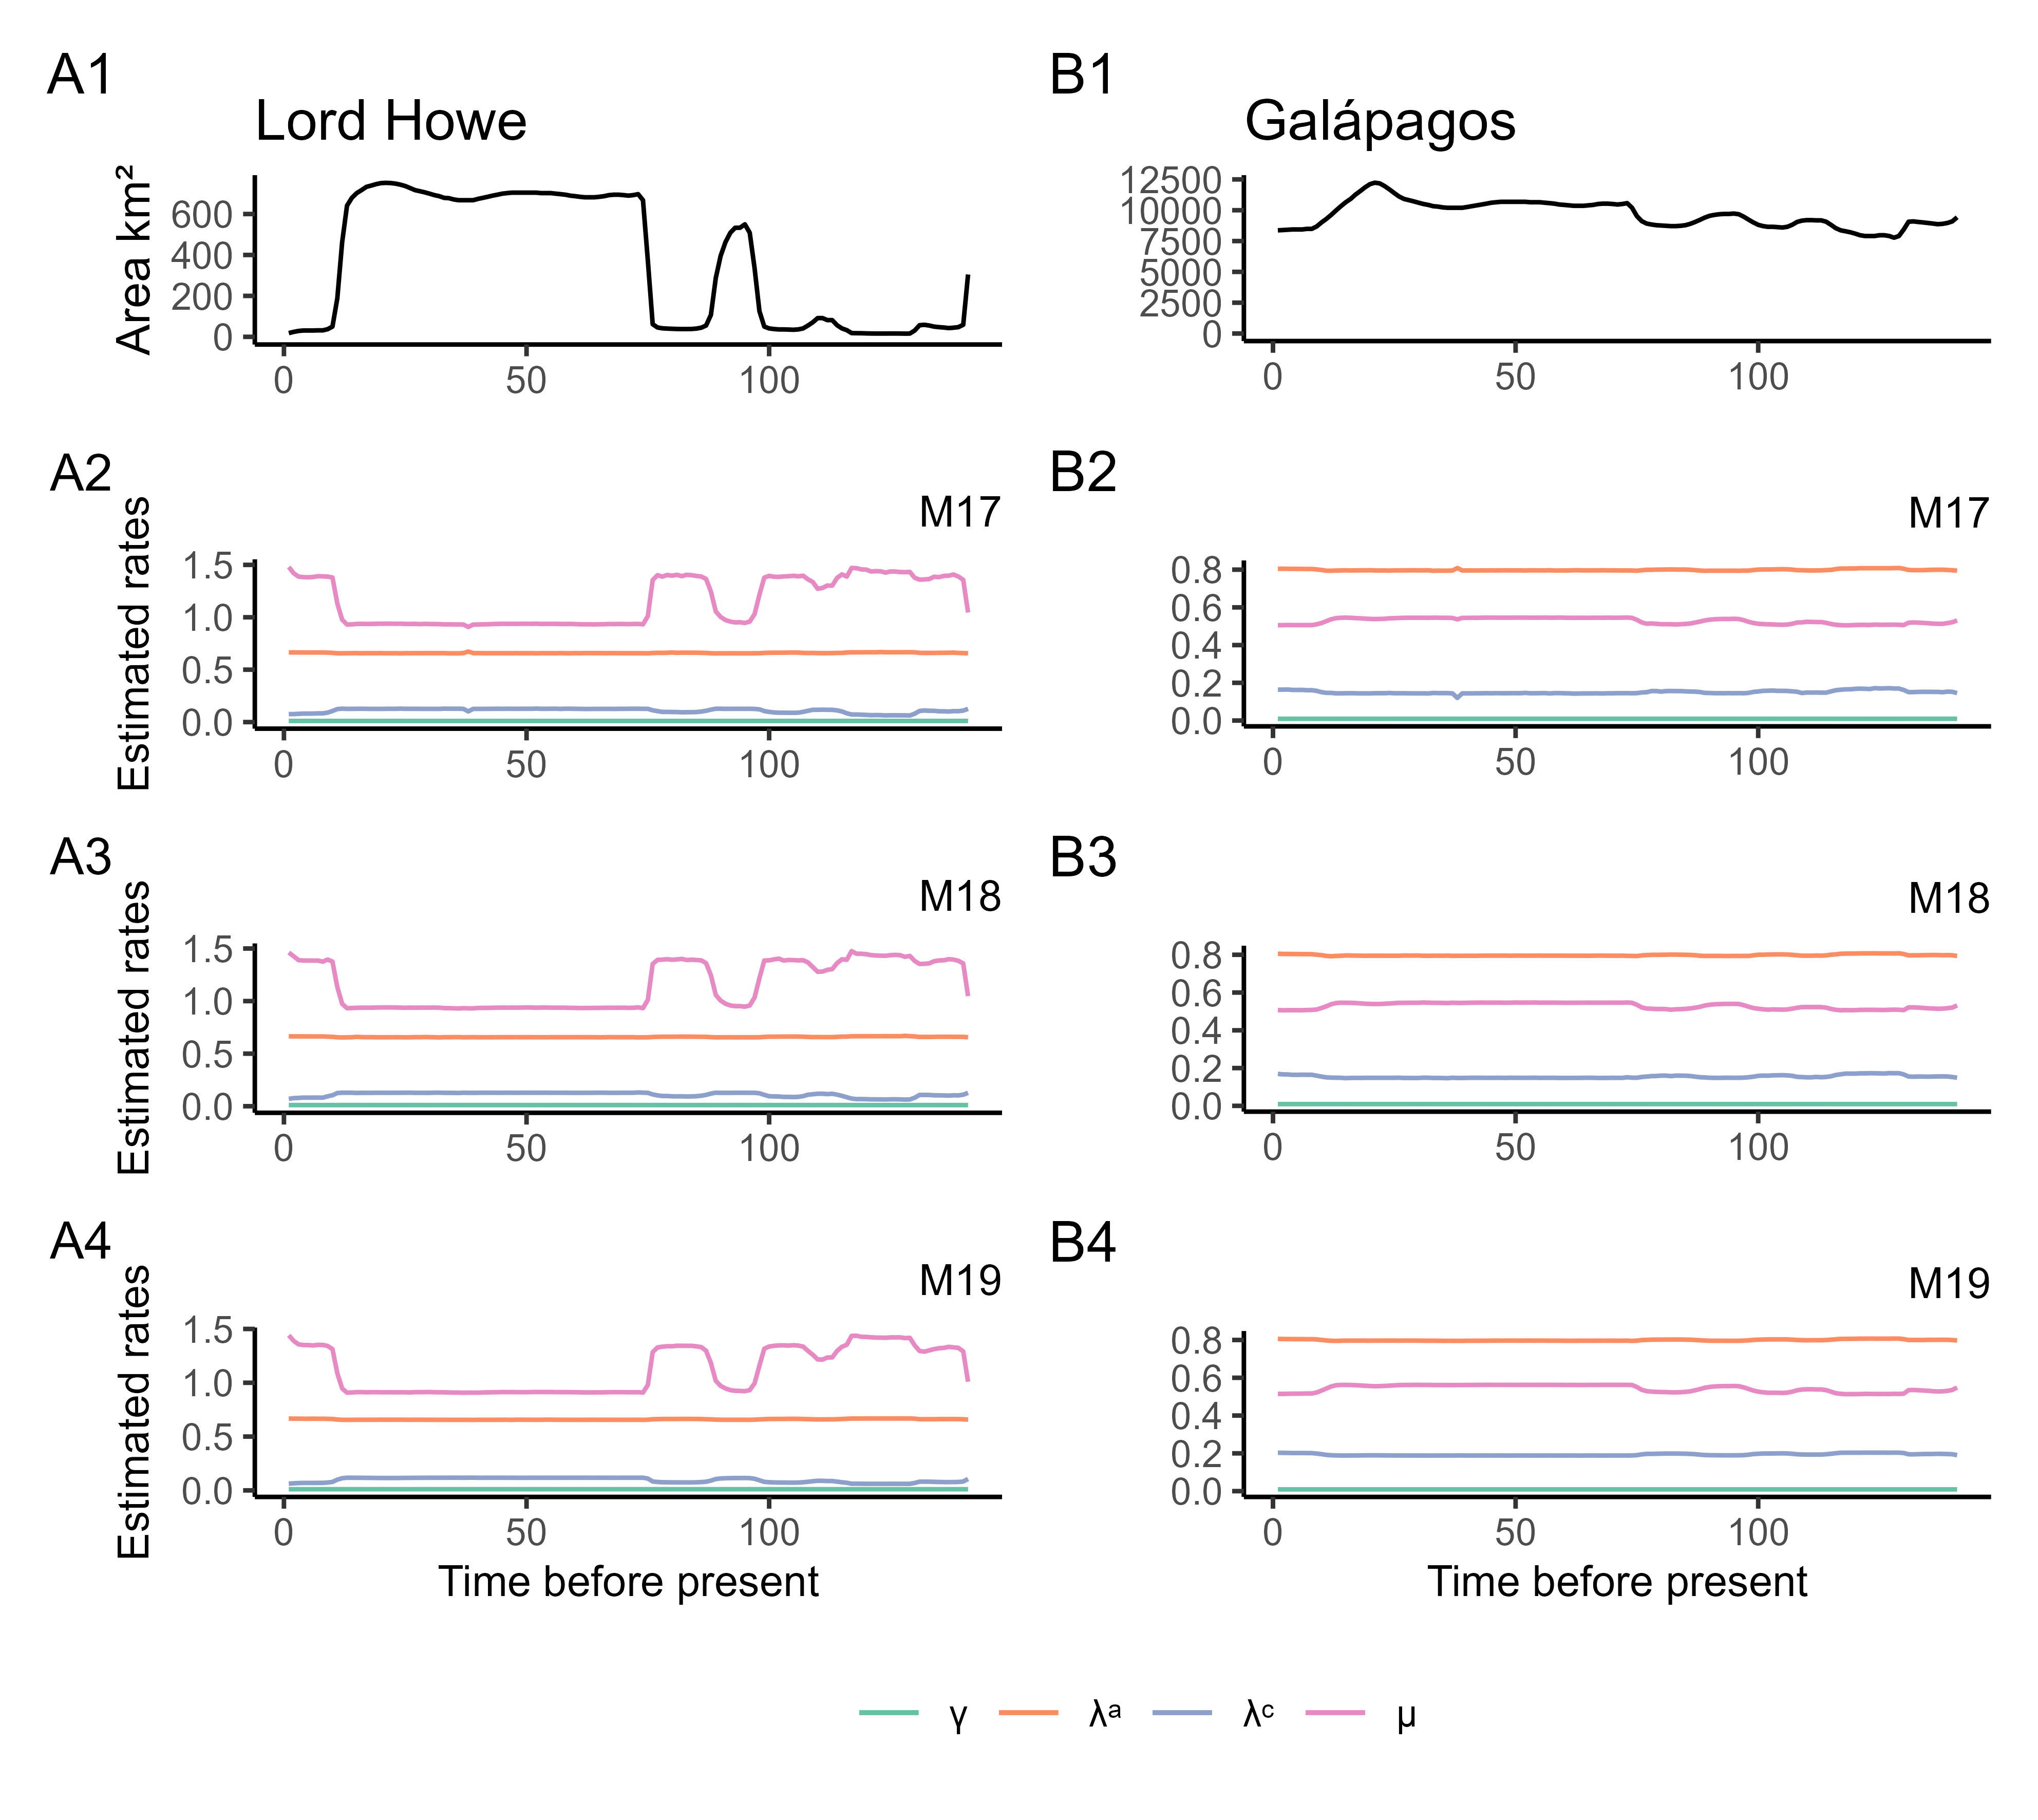 A1
Lord Howe
Area km²
600
400
200
0
0 50 100
B1
Galápagos
12500
10000
7500
5000
2500
0
0 50 100
A2
M17
Estimated rates
1.5
1.0
0.5
0.0
0 50 100
B2
M17
0.8
0.6
0.4
0.2
0.0
0 50 100
A3
M18
Estimated rates
1.5
1.0
0.5
0.0
0 50 100
B3
M18
0.8
0.6
0.4
0.2
0.0
0 50 100
A4
M19
Estimated rates
1.5
1.0
0.5
0.0
0 50 100
Time before present
B4
M19
0.8
0.6
0.4
0.2
0.0
0 50 100
Time before present
γ λᵃ λᶜ μ